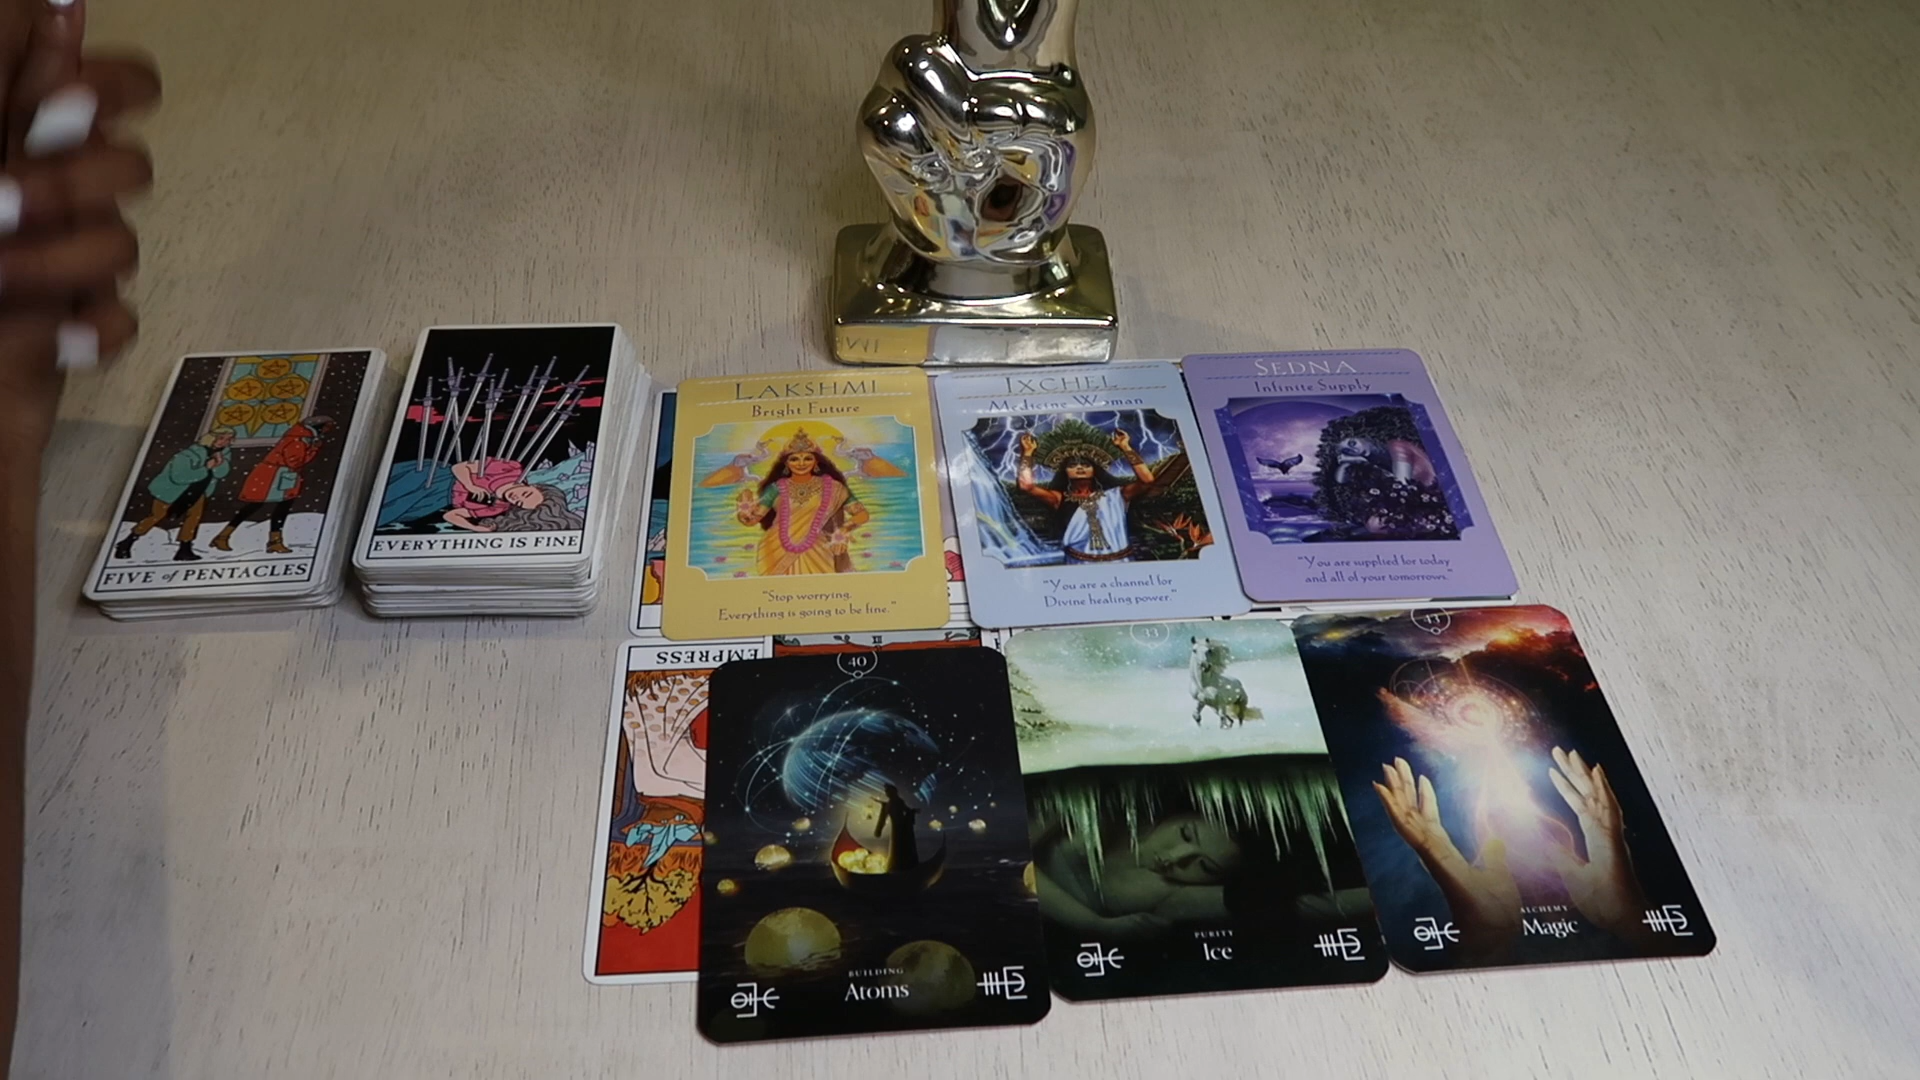 FIVE of PENTACLES
EVERYTHING IS FINE
LAKSHMI
Bright Future
"Stop worrying.
Everything is going to be fine."
IXCHEL
Medicine Woman
"You are a channel for
Divine healing power."
SEDNA
Infinite Supply
"You are supplied for today
and all of your tomorrows."
EMPRESS
40
BUILDING
Atoms
33
PURITY
Ice
43
ALCHEMY
Magic